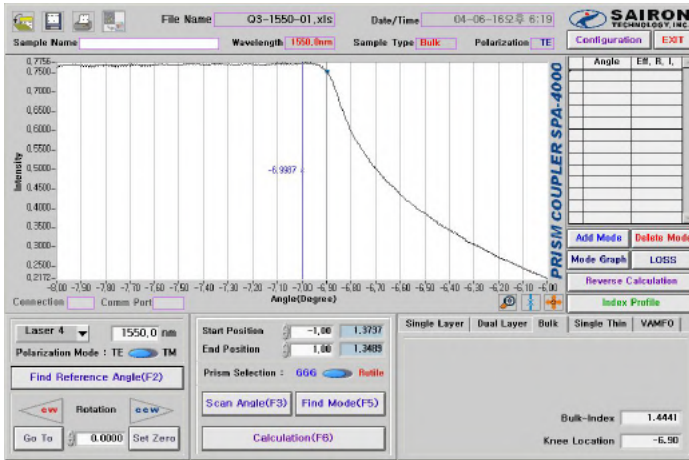 File Name Q3-1550-01.xls Date/Time 04-06-16오후 6:19
SAIRON
TECHNOLOGY, INC.
Sample Name Wavelength 1550.0nm Sample Type Bulk Polarization TE
Configuration EXIT
Angle Eff. R. I.
0.7756
0.7500
0.7000
0.6500
0.6000
0.5500
0.5000
0.4500
0.4000
0.3500
0.3000
0.2500
0.2172
Intensity
-6.9987
PRISM COUPLER SPA-4000
-8.00 -7.90 -7.80 -7.70 -7.60 -7.50 -7.40 -7.30 -7.20 -7.10 -7.00 -6.90 -6.80 -6.70 -6.60 -6.50 -6.40 -6.30 -6.20 -6.10 -6.00
Angle(Degree)
Connection Comm Port
Add Mode Delete Mode
Mode Graph LOSS
Reverse Calculation
Index Profile
Laser 4 1550.0 nm
Polarization Mode : TE TM
Find Reference Angle(F2)
cw Rotation ccw
Go To 0.0000 Set Zero
Start Position -1.00 1.3737
End Position 1.00 1.3489
Prism Selection : GGG Rutile
Scan Angle(F3) Find Mode(F5)
Calculation(F6)
Single Layer Dual Layer Bulk Single Thin VAMFO
Bulk-Index 1.4441
Knee Location -6.90